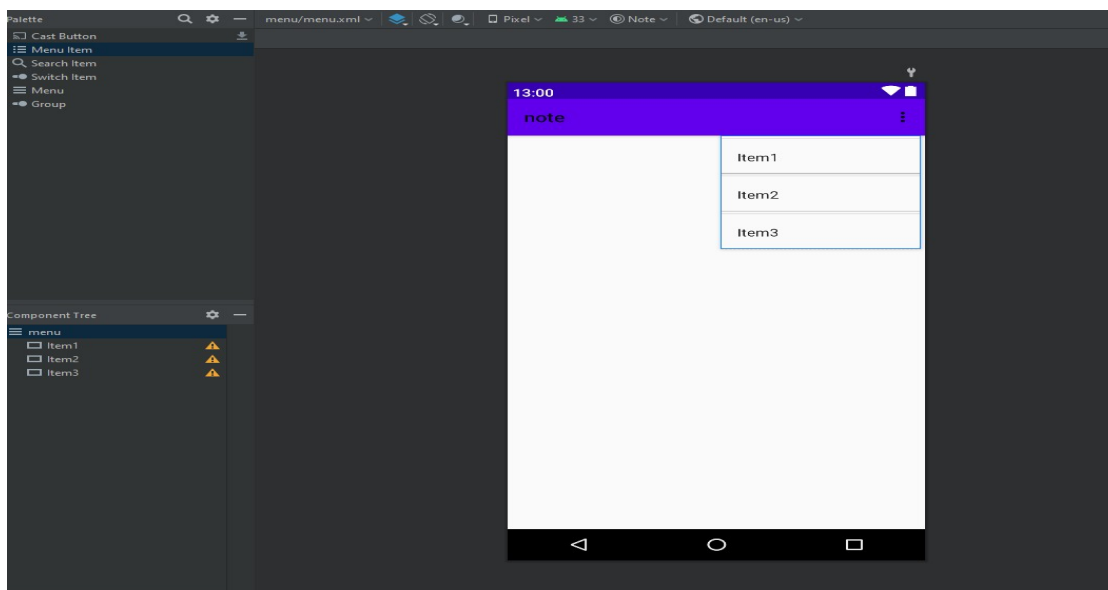 Palette
menu/menu.xml Pixel 33 Note Default (en-us)
Cast Button
Menu Item
Search Item
Switch Item
Menu
Group
13:00
note
Item1
Item2
Item3
Component Tree
menu
Item1
Item2
Item3